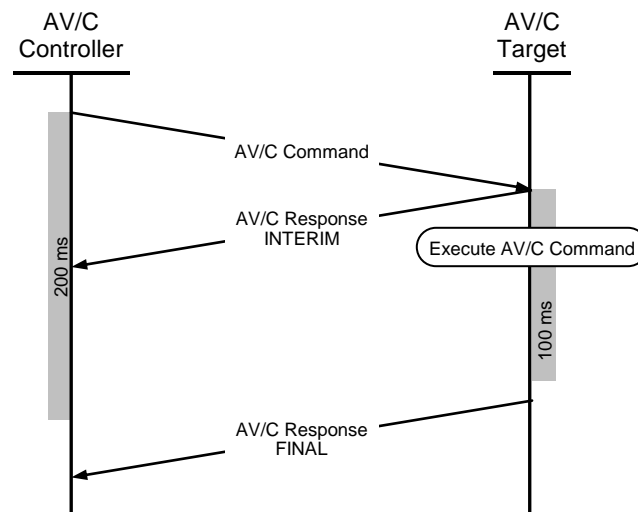 AV/C
Controller
AV/C
Target
AV/C Command
AV/C Response
INTERIM
Execute AV/C Command
200 ms
100 ms
AV/C Response
FINAL